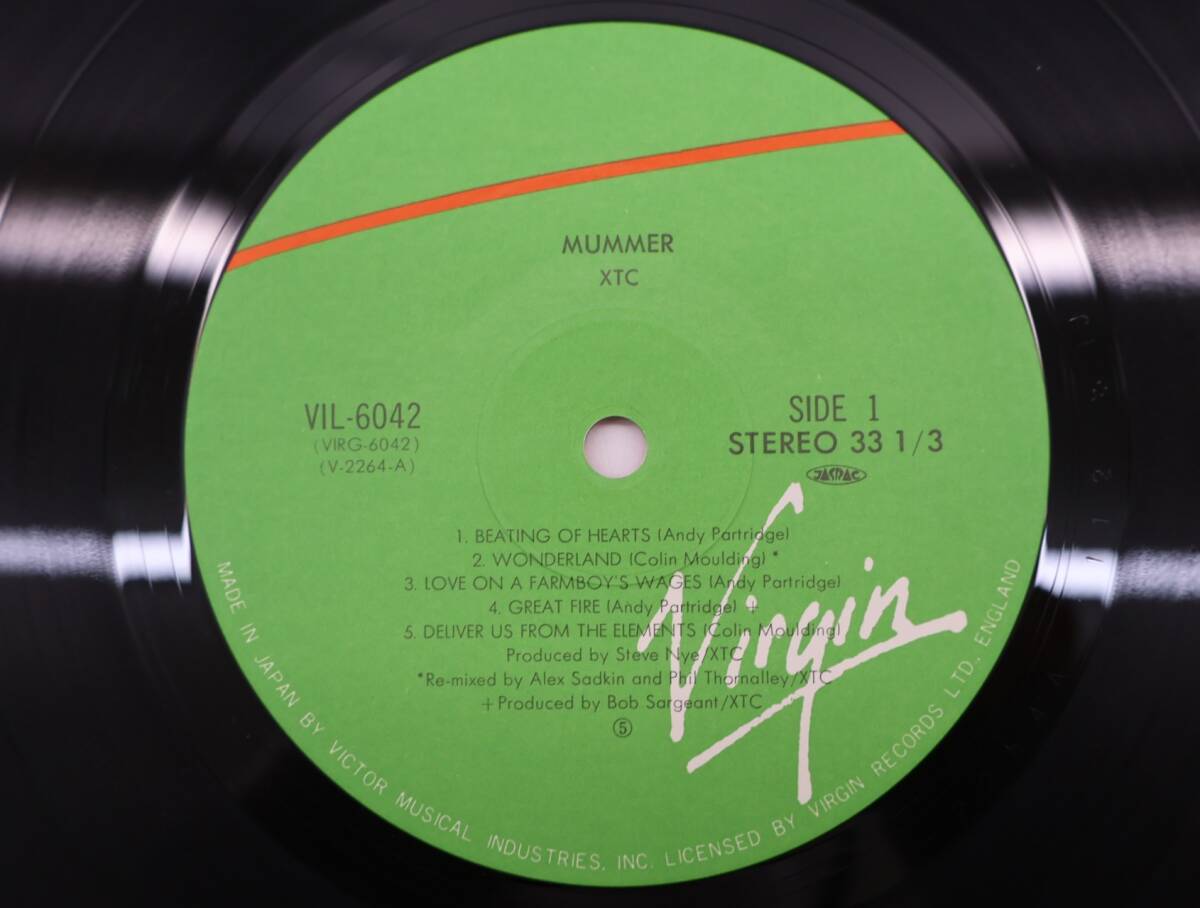 MUMMER
XTC
VIL-6042
(VIRG-6042)
(V-2264-A)
SIDE 1
STEREO 33 1/3
JASRAC
1. BEATING OF HEARTS (Andy Partridge)
2. WONDERLAND (Colin Moulding)*
3. LOVE ON A FARMBOY'S WAGES (Andy Partridge)
4. GREAT FIRE (Andy Partridge) +
5. DELIVER US FROM THE ELEMENTS (Colin Moulding)
Produced by Steve Nye/XTC
*Re-mixed by Alex Sadkin and Phil Thornalley/XTC
+Produced by Bob Sargeant/XTC
⑤
Virgin
MADE IN JAPAN BY VICTOR MUSICAL INDUSTRIES, INC. LICENSED BY VIRGIN RECORDS LTD., ENGLAND